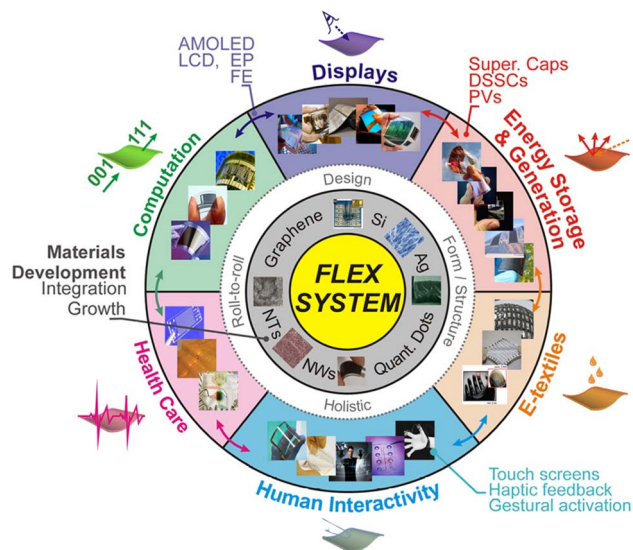 AMOLED
LCD, EP
FE
Displays
Super. Caps
DSSCs
PVs
Energy Storage
& Generation
001
111
Computation
Design
Graphene
Si
Ag
Quant. Dots
NWs
NTs
Roll-to-roll
Form / Structure
Holistic
FLEX
SYSTEM
Materials
Development
Integration
Growth
Health Care
E-textiles
Human Interactivity
Touch screens
Haptic feedback
Gestural activation